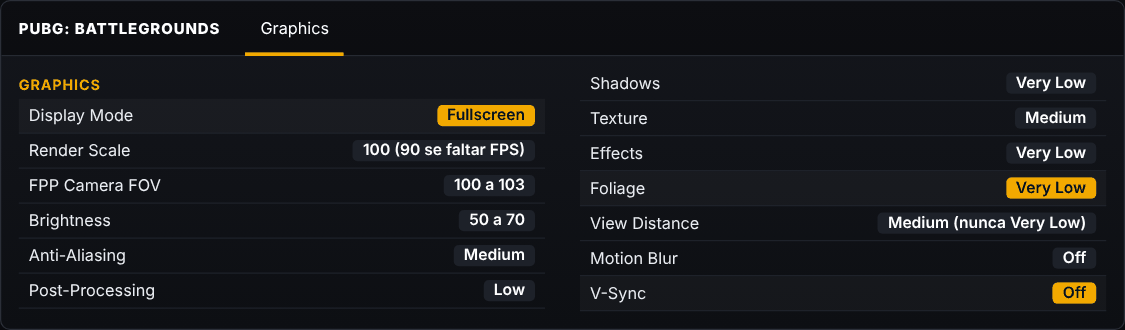 PUBG: BATTLEGROUNDS Graphics
GRAPHICS
Display Mode Fullscreen
Render Scale 100 (90 se faltar FPS)
FPP Camera FOV 100 a 103
Brightness 50 a 70
Anti-Aliasing Medium
Post-Processing Low
Shadows Very Low
Texture Medium
Effects Very Low
Foliage Very Low
View Distance Medium (nunca Very Low)
Motion Blur Off
V-Sync Off